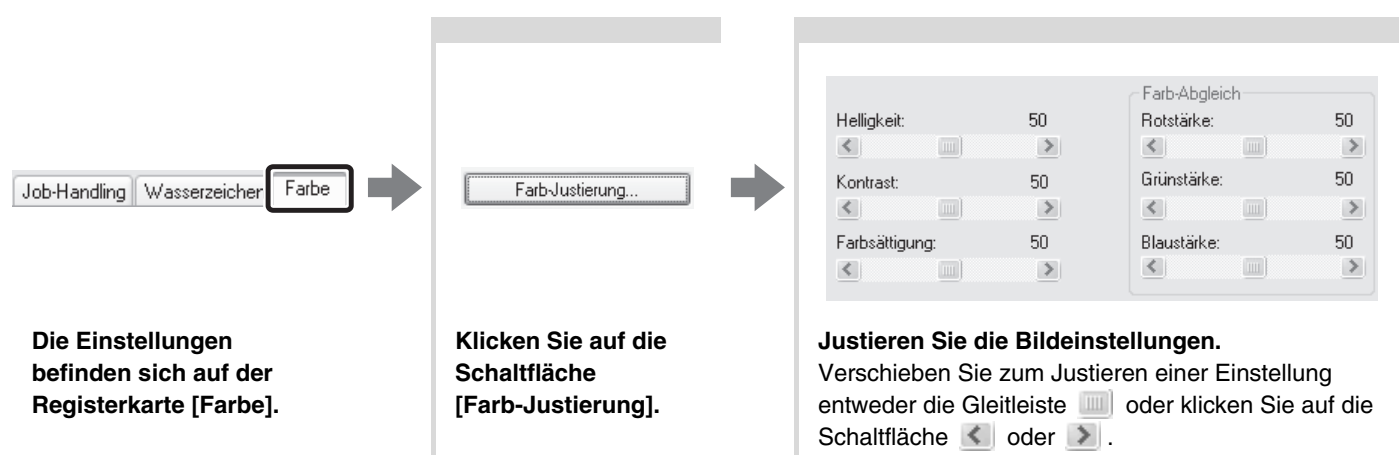 Job-Handling Wasserzeichen Farbe
Die Einstellungen
befinden sich auf der
Registerkarte [Farbe].
Farb-Justierung...
Klicken Sie auf die
Schaltfläche
[Farb-Justierung].
Helligkeit: 50
Kontrast: 50
Farbsättigung: 50
Farb-Abgleich
Rotstärke: 50
Grünstärke: 50
Blaustärke: 50
Justieren Sie die Bildeinstellungen.
Verschieben Sie zum Justieren einer Einstellung
entweder die Gleitleiste oder klicken Sie auf die
Schaltfläche < oder > .